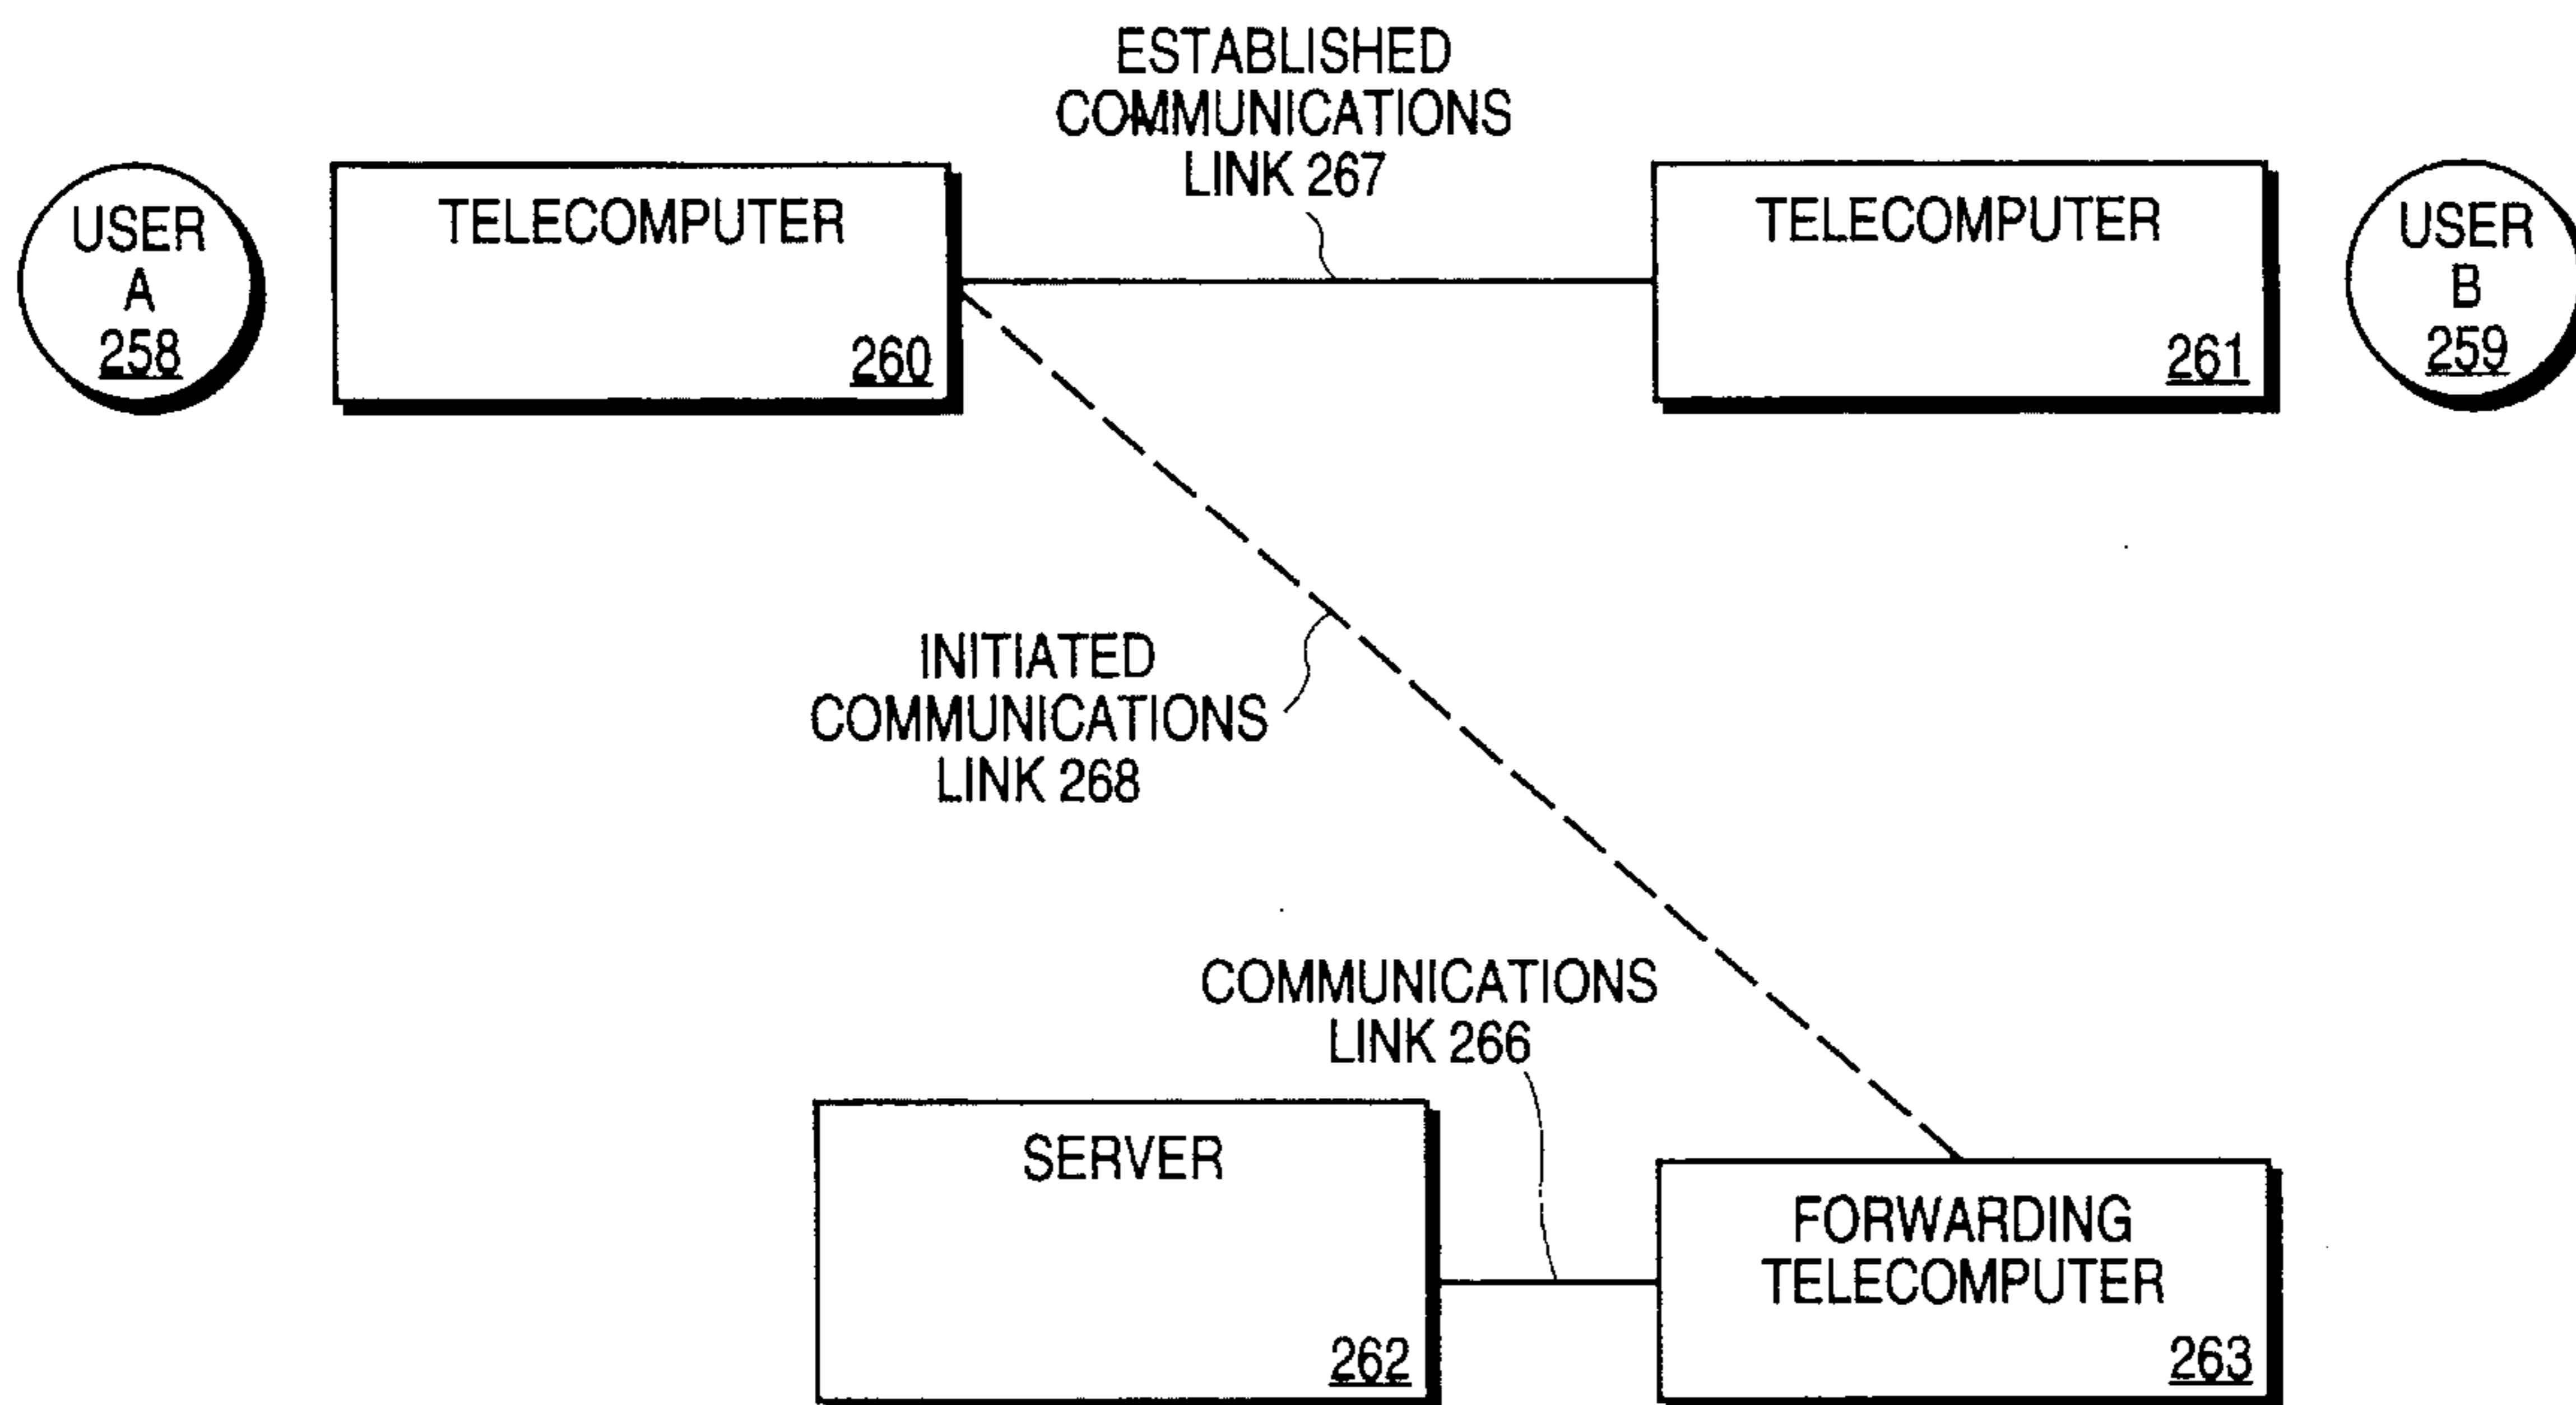 ESTABLISHED
COMMUNICATIONS
LINK 267
USER
A
258
TELECOMPUTER
260
TELECOMPUTER
261
USER
B
259
INITIATED
COMMUNICATIONS
LINK 268
COMMUNICATIONS
LINK 266
SERVER
262
FORWARDING
TELECOMPUTER
263